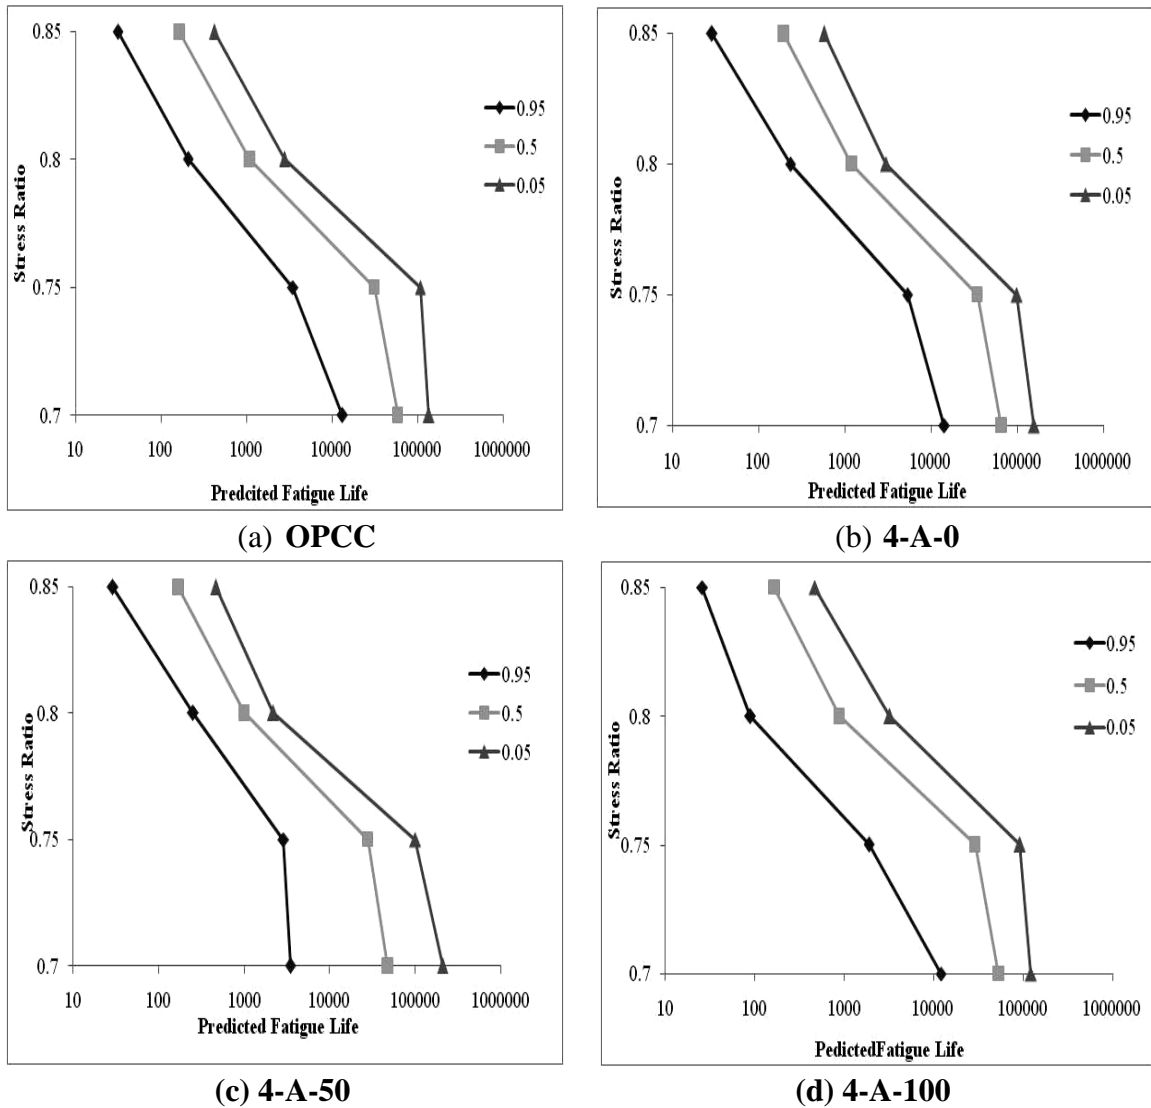 0.85
0.8
0.75
0.7
Stress Ratio
10 100 1000 10000 100000 1000000
Predcited Fatigue Life
0.95
0.5
0.05
(a) OPCC
0.85
0.8
0.75
0.7
Stress Ratio
10 100 1000 10000 100000 1000000
Predicted Fatigue Life
0.95
0.5
0.05
(b) 4-A-0
0.85
0.8
0.75
0.7
Stress Ratio
10 100 1000 10000 100000 1000000
Predicted Fatigue Life
0.95
0.5
0.05
(c) 4-A-50
0.85
0.8
0.75
0.7
Stress Ratio
10 100 1000 10000 100000 1000000
PedictedFatigue Life
0.95
0.5
0.05
(d) 4-A-100